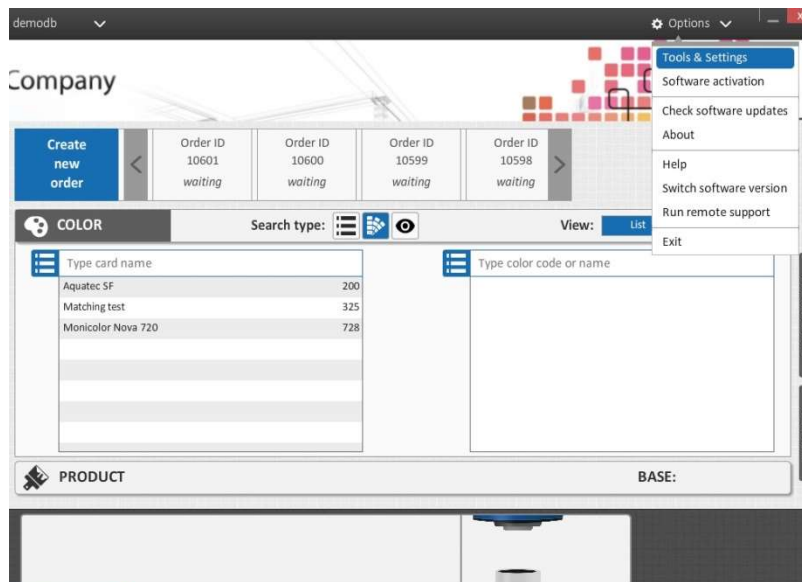 demodb
Options
Tools & Settings
Software activation
Check software updates
About
Help
Switch software version
Run remote support
Exit
Company
Create
new
order
Order ID
10601
waiting
Order ID
10600
waiting
Order ID
10599
waiting
Order ID
10598
waiting
COLOR
Search type:
View:
List
Type card name
Type color code or name
Aquatec SF 200
Matching test 325
Monicolor Nova 720 728
PRODUCT
BASE: